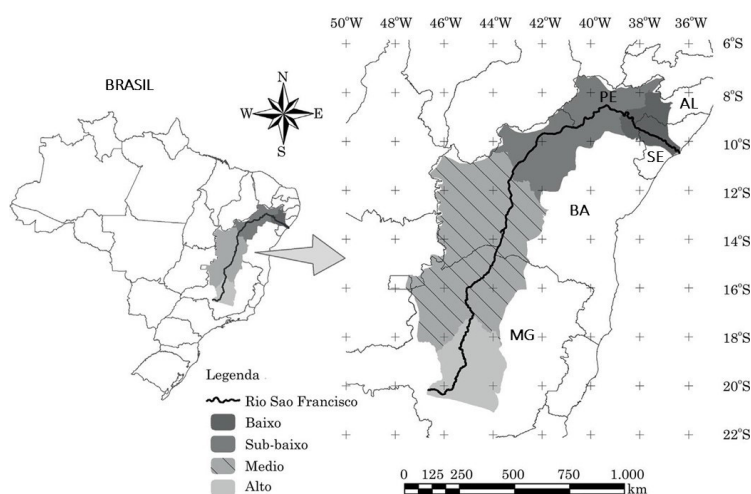 50°W 48°W 46°W 44°W 42°W 40°W 38°W 36°W
6°S
8°S
10°S
12°S
14°S
16°S
18°S
20°S
22°S
BRASIL
N
W E
S
PE
AL
SE
BA
MG
Legenda
Rio Sao Francisco
Baixo
Sub-baixo
Medio
Alto
0 125 250 500 750 1.000
km